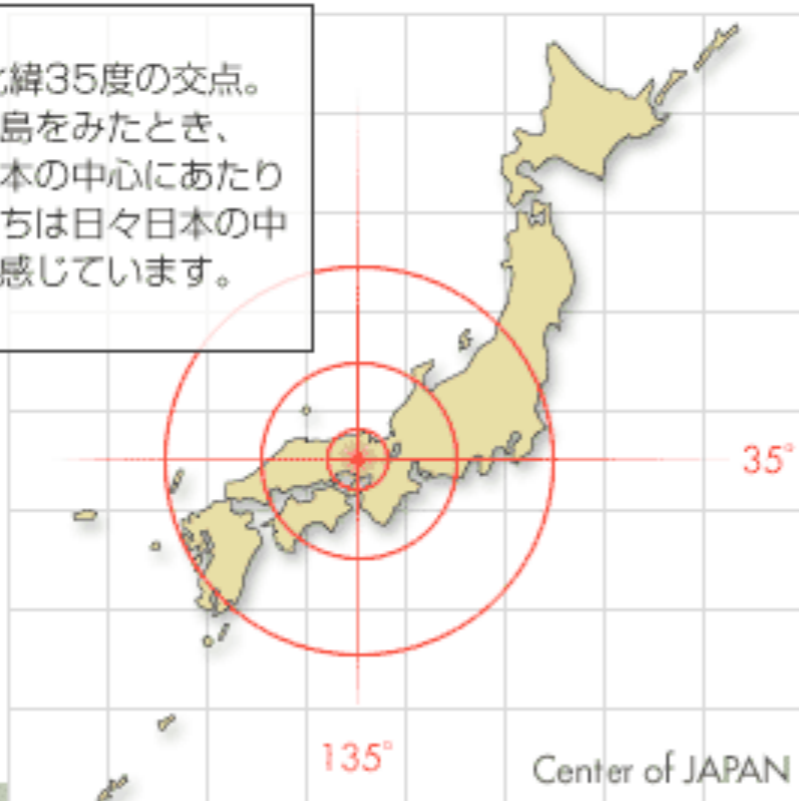 北緯35度の交点。
島をみたとき、
本の中心にあたり
ちは日々日本の中
感じています。
35°
135°
Center of JAPAN